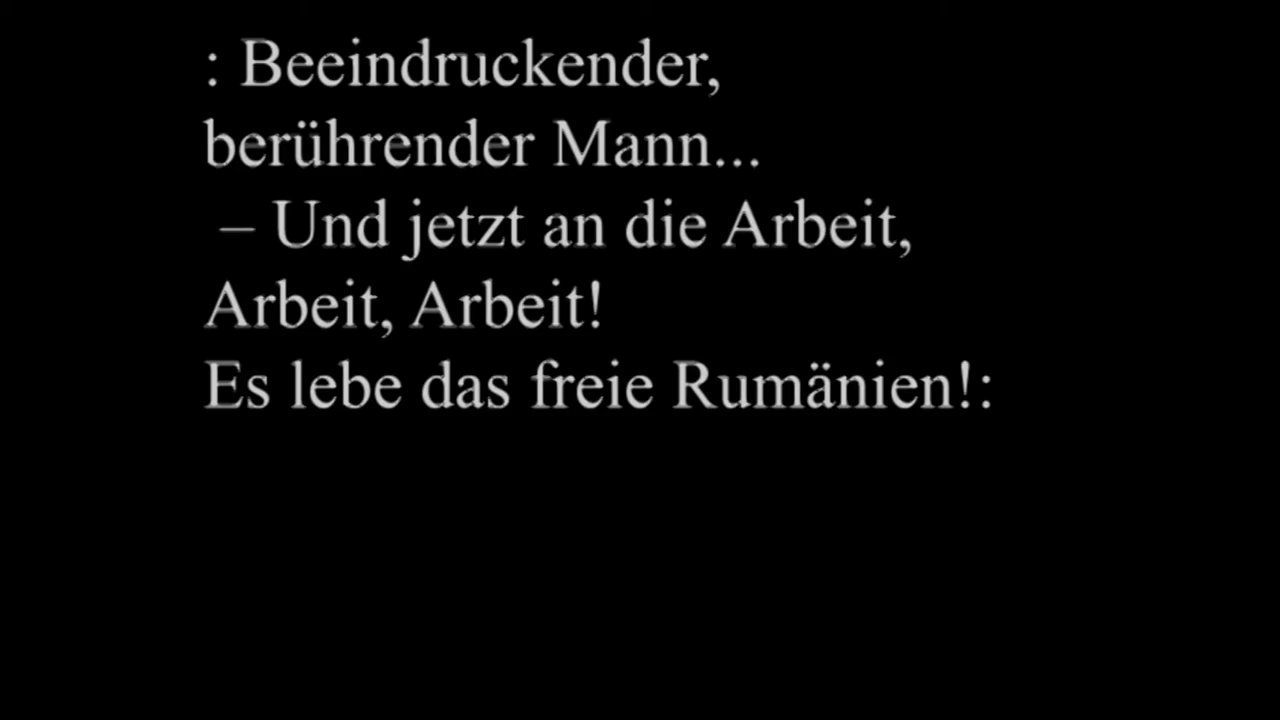 : Beeindruckender,
berührender Mann...
– Und jetzt an die Arbeit,
Arbeit, Arbeit!
Es lebe das freie Rumänien!: